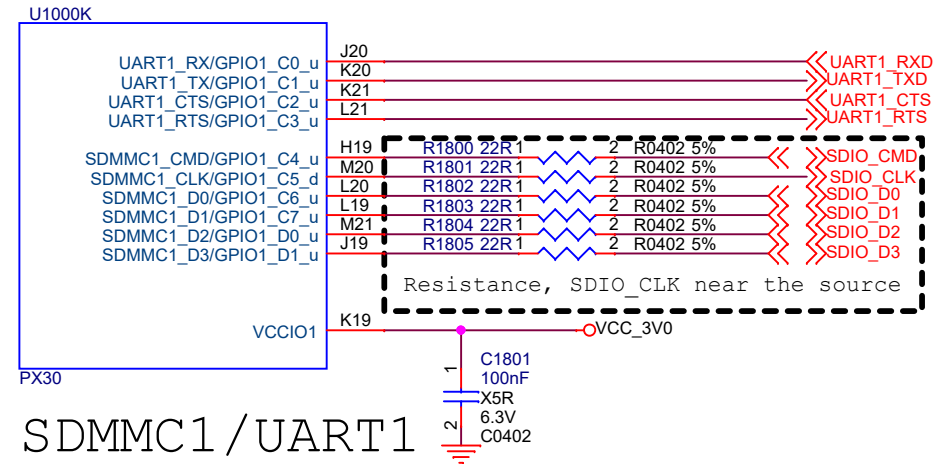 U1000K
UART1_RX/GPIO1_C0_u J20 UART1_RXD
UART1_TX/GPIO1_C1_u K20 UART1_TXD
UART1_CTS/GPIO1_C2_u K21 UART1_CTS
UART1_RTS/GPIO1_C3_u L21 UART1_RTS
SDMMC1_CMD/GPIO1_C4_u H19 R1800 22R 1 2 R0402 5% SDIO_CMD
SDMMC1_CLK/GPIO1_C5_d M20 R1801 22R 1 2 R0402 5% SDIO_CLK
SDMMC1_D0/GPIO1_C6_u L20 R1802 22R 1 2 R0402 5% SDIO_D0
SDMMC1_D1/GPIO1_C7_u L19 R1803 22R 1 2 R0402 5% SDIO_D1
SDMMC1_D2/GPIO1_D0_u M21 R1804 22R 1 2 R0402 5% SDIO_D2
SDMMC1_D3/GPIO1_D1_u J19 R1805 22R 1 2 R0402 5% SDIO_D3
Resistance, SDIO_CLK near the source
VCCIO1 K19 VCC_3V0
PX30
1
C1801
100nF
X5R
6.3V
2
C0402
SDMMC1/UART1